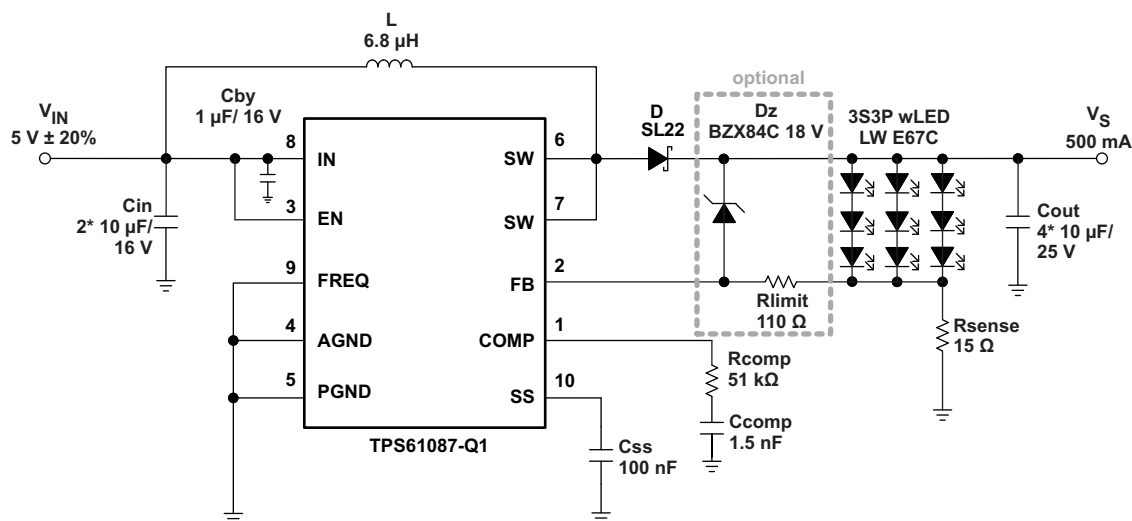 L
6.8 µH
optional
Cby
1 µF/ 16 V
V_IN
5 V ± 20%
D
SL22
Dz
BZX84C 18 V
3S3P wLED
LW E67C
V_S
500 mA
8
IN
SW
6
3
EN
SW
7
Cin
2* 10 µF/
16 V
Cout
4* 10 µF/
25 V
9
FREQ
FB
2
Rlimit
110 Ω
4
AGND
COMP
1
Rsense
15 Ω
Rcomp
51 kΩ
5
PGND
SS
10
Ccomp
1.5 nF
TPS61087-Q1
Css
100 nF